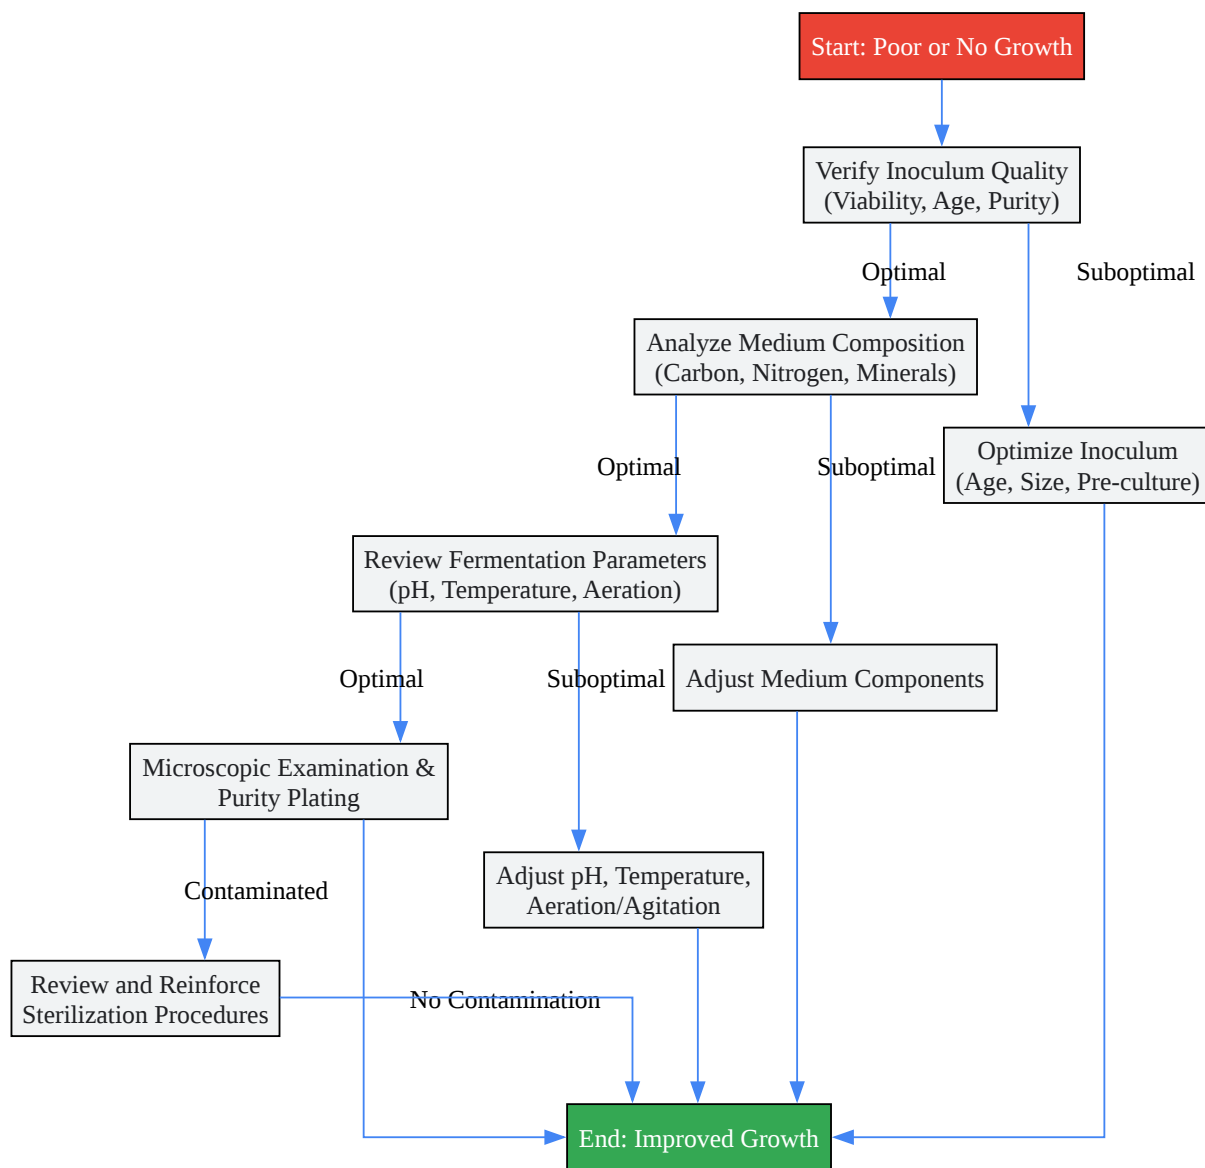 Start: Poor or No Growth
Verify Inoculum Quality
(Viability, Age, Purity)
Optimal
Suboptimal
Analyze Medium Composition
(Carbon, Nitrogen, Minerals)
Optimal
Suboptimal
Optimize Inoculum
(Age, Size, Pre-culture)
Review Fermentation Parameters
(pH, Temperature, Aeration)
Optimal
Suboptimal
Adjust Medium Components
Microscopic Examination &
Purity Plating
Contaminated
Adjust pH, Temperature,
Aeration/Agitation
Review and Reinforce
Sterilization Procedures
No Contamination
End: Improved Growth